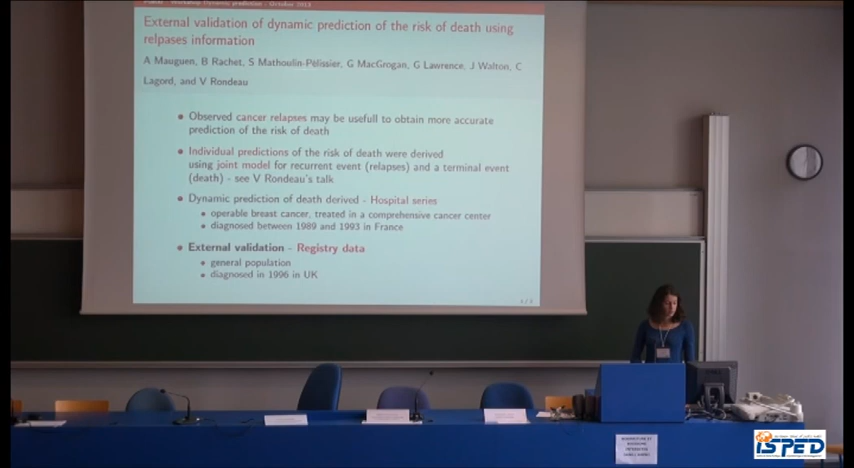 Workshop Dynamic prediction - October 2013
External validation of dynamic prediction of the risk of death using
relpases information
A Mauguen, B Rachet, S Mathoulin-Pélissier, G MacGrogan, G Lawrence, J Walton, C
Lagord, and V Rondeau
Observed cancer relapses may be usefull to obtain more accurate
prediction of the risk of death
Individual predictions of the risk of death were derived
using joint model for recurrent event (relapses) and a terminal event
(death) - see V Rondeau's talk
Dynamic prediction of death derived - Hospital series
operable breast cancer, treated in a comprehensive cancer center
diagnosed between 1989 and 1993 in France
External validation - Registry data
general population
diagnosed in 1996 in UK
ISPED